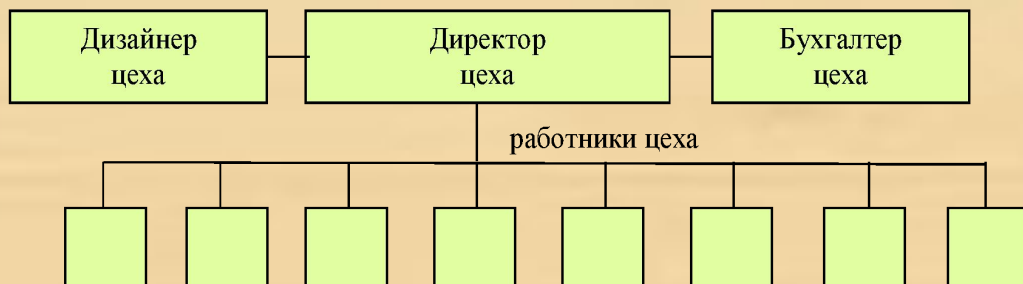 Дизайнер
цеха
Директор
цеха
Бухгалтер
цеха
работники цеха